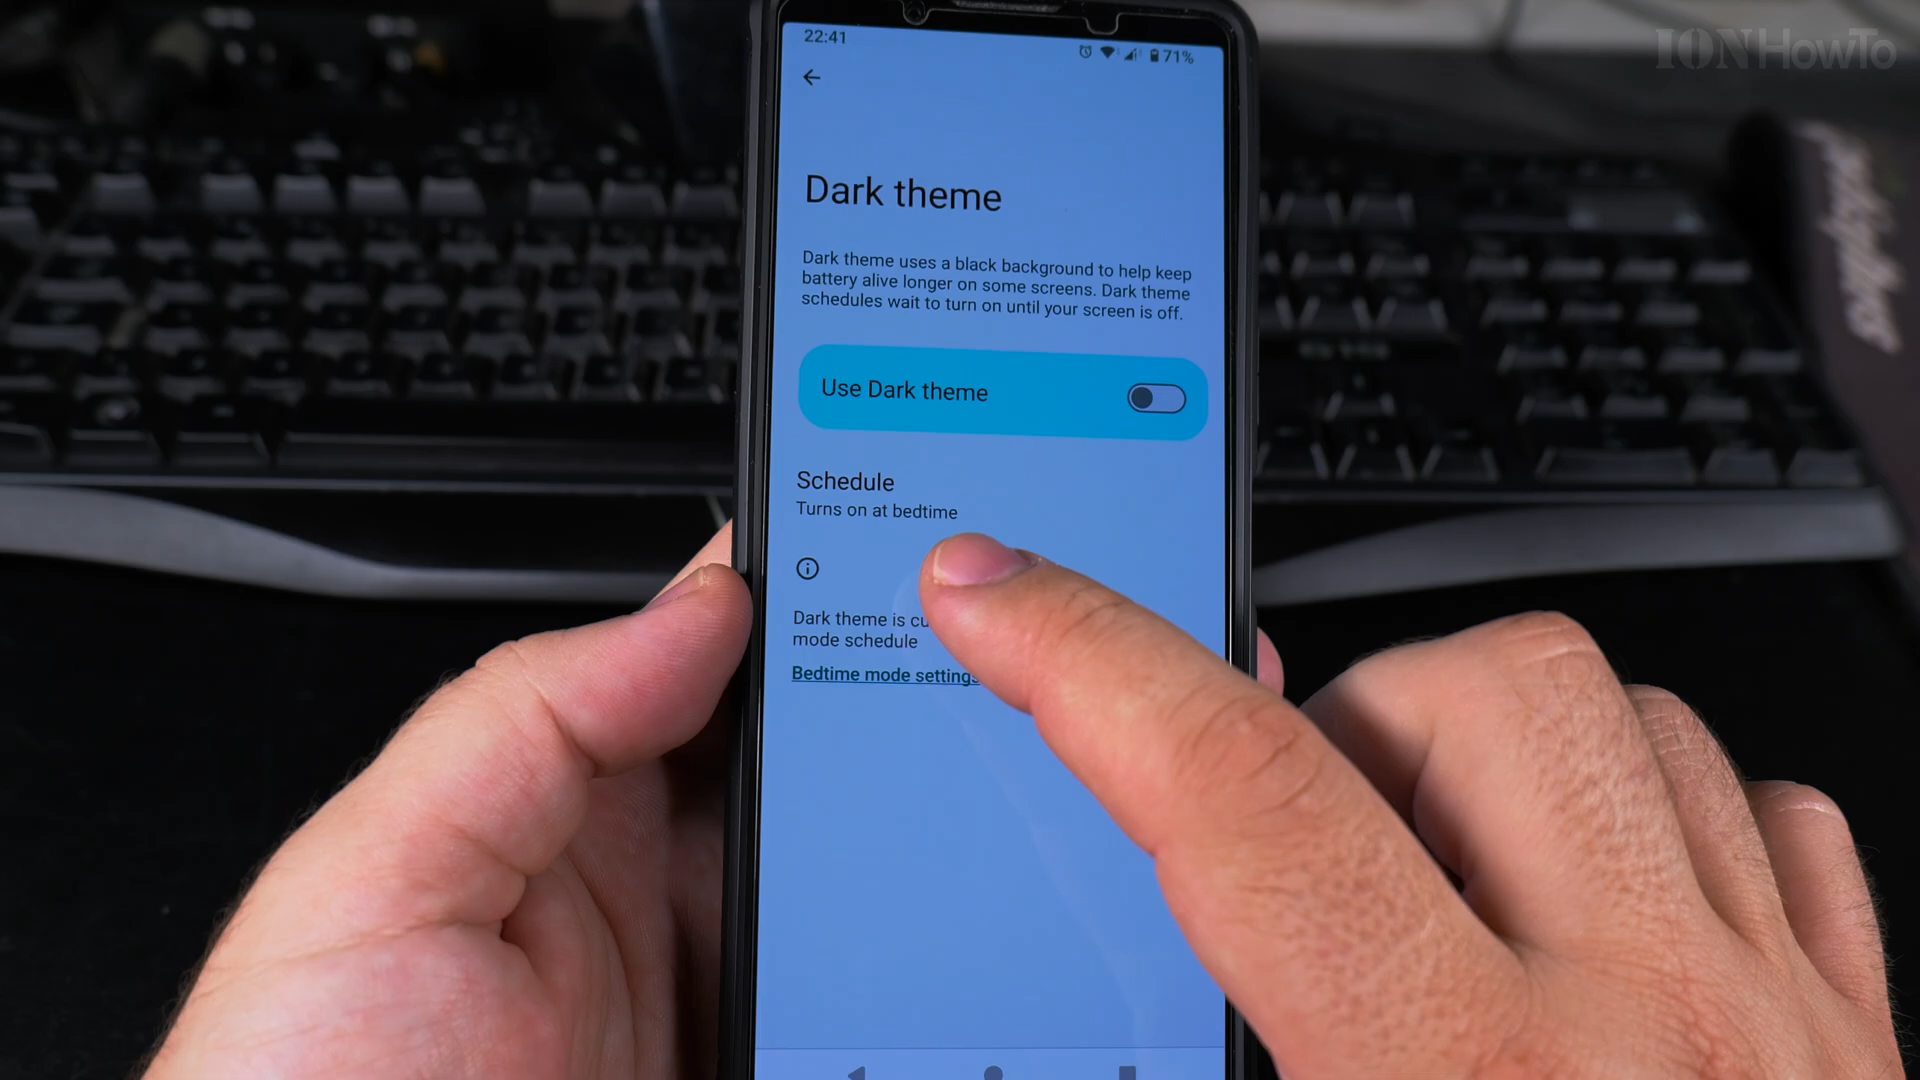 IONHowTo
22:41
71%
Dark theme
Dark theme uses a black background to help keep
battery alive longer on some screens. Dark theme
schedules wait to turn on until your screen is off.
Use Dark theme
Schedule
Turns on at bedtime
Dark theme is
mode schedule
Bedtime mode settings